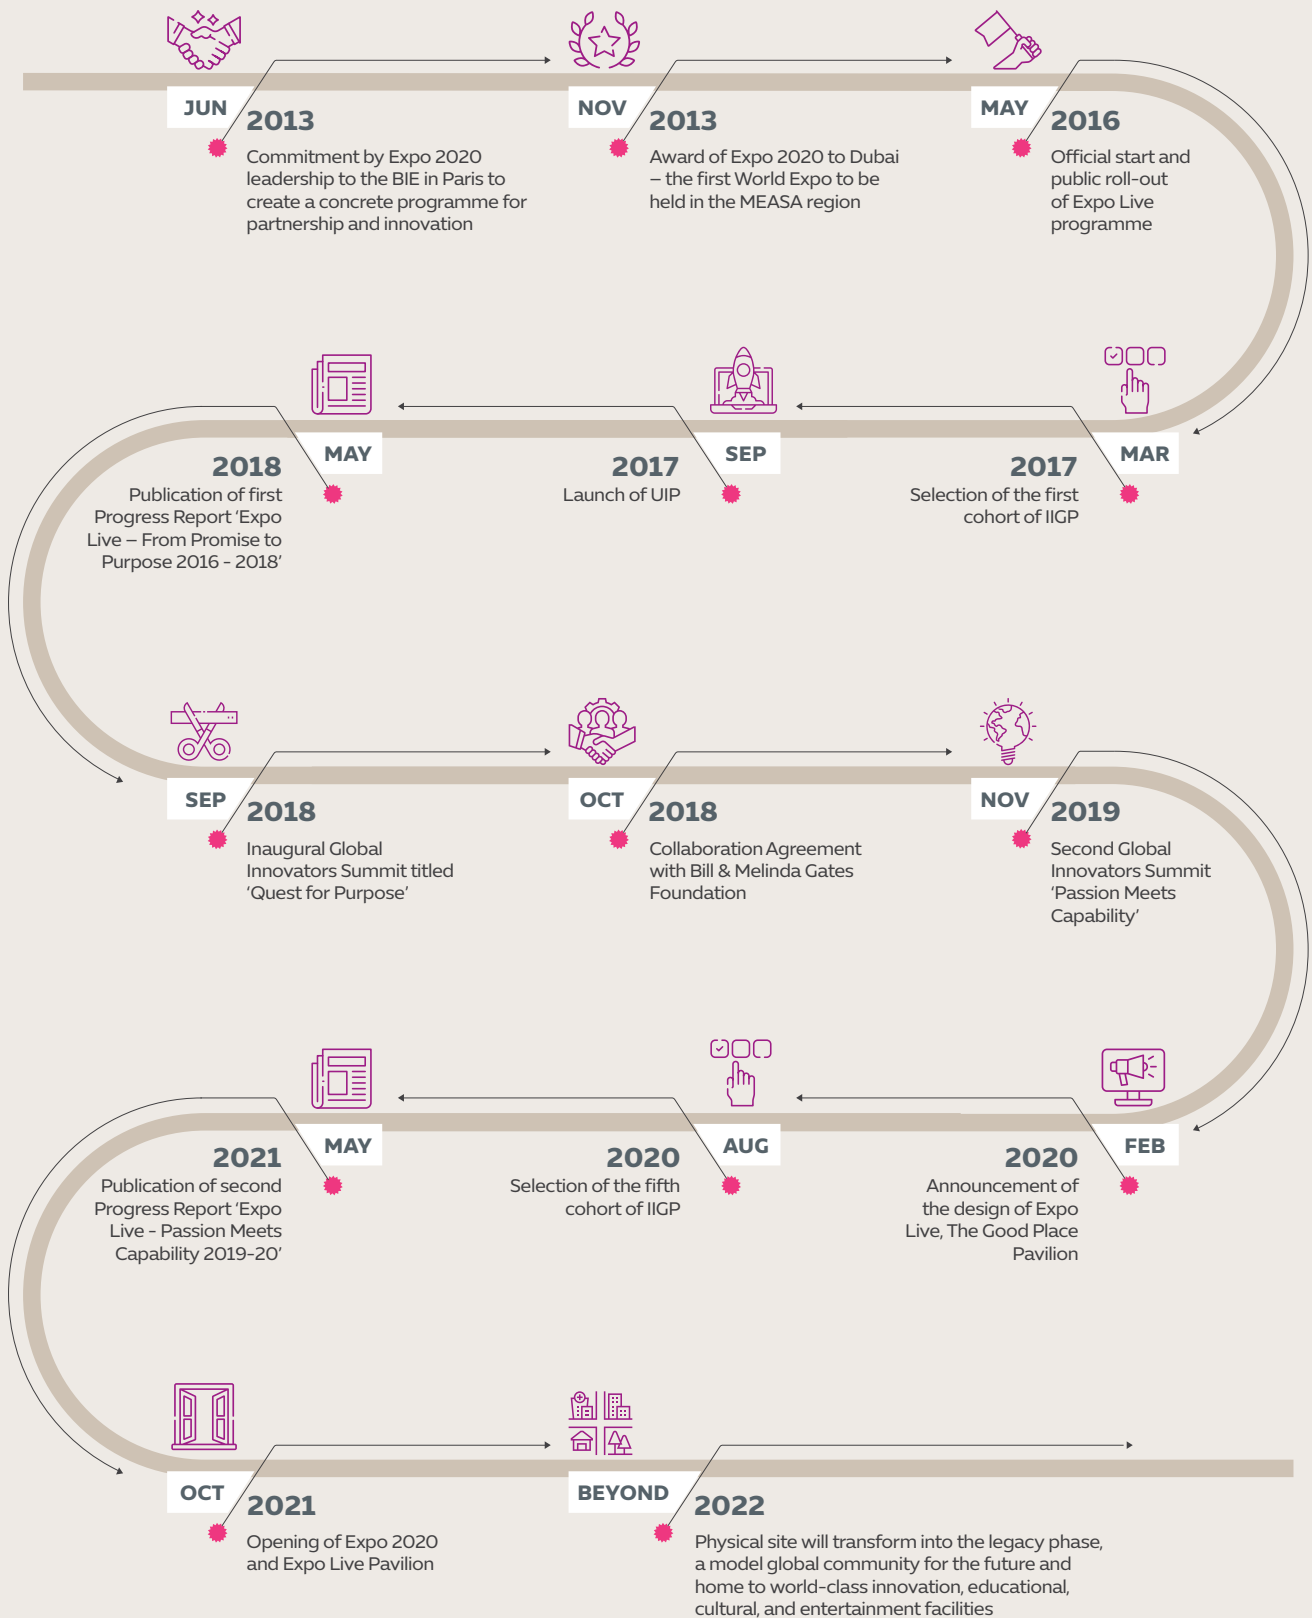 JUN
2013
Commitment by Expo 2020
leadership to the BIE in Paris to
create a concrete programme for
partnership and innovation
NOV
2013
Award of Expo 2020 to Dubai
– the first World Expo to be
held in the MEASA region
MAY
2016
Official start and
public roll-out
of Expo Live
programme
MAR
2017
Selection of the first
cohort of IIGP
SEP
2017
Launch of UIP
MAY
2018
Publication of first
Progress Report ‘Expo
Live – From Promise to
Purpose 2016 - 2018’
SEP
2018
Inaugural Global
Innovators Summit titled
‘Quest for Purpose’
OCT
2018
Collaboration Agreement
with Bill & Melinda Gates
Foundation
NOV
2019
Second Global
Innovators Summit
‘Passion Meets
Capability’
FEB
2020
Announcement of
the design of Expo
Live, The Good Place
Pavilion
AUG
2020
Selection of the fifth
cohort of IIGP
MAY
2021
Publication of second
Progress Report ‘Expo
Live - Passion Meets
Capability 2019-20’
OCT
2021
Opening of Expo 2020
and Expo Live Pavilion
BEYOND
2022
Physical site will transform into the legacy phase,
a model global community for the future and
home to world-class innovation, educational,
cultural, and entertainment facilities